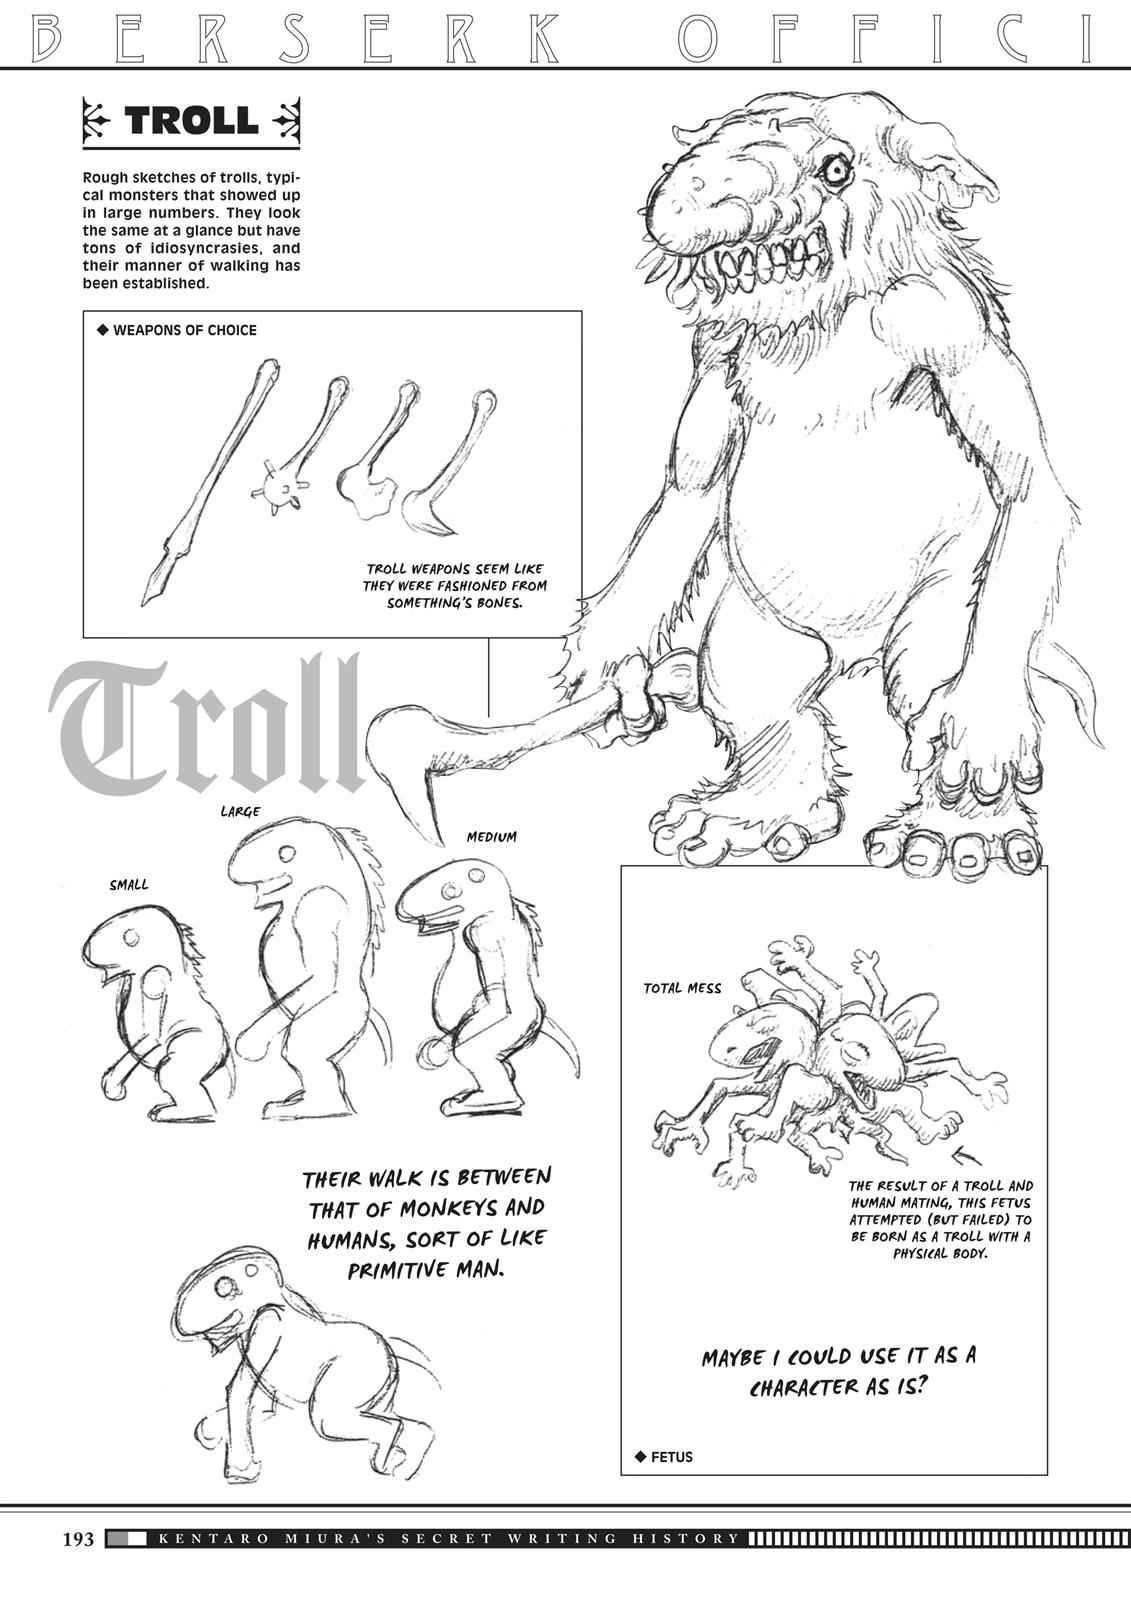 BERSERK OFFICI
TROLL
Rough sketches of trolls, typi-
cal monsters that showed up
in large numbers. They look
the same at a glance but have
tons of idiosyncrasies, and
their manner of walking has
been established.
◆ WEAPONS OF CHOICE
TROLL WEAPONS SEEM LIKE
THEY WERE FASHIONED FROM
SOMETHING'S BONES.
Troll
LARGE
MEDIUM
SMALL
THEIR WALK IS BETWEEN
THAT OF MONKEYS AND
HUMANS, SORT OF LIKE
PRIMITIVE MAN.
TOTAL MESS
THE RESULT OF A TROLL AND
HUMAN MATING, THIS FETUS
ATTEMPTED (BUT FAILED) TO
BE BORN AS A TROLL WITH A
PHYSICAL BODY.
MAYBE I COULD USE IT AS A
CHARACTER AS IS?
◆ FETUS
193 KENTARO MIURA'S SECRET WRITING HISTORY